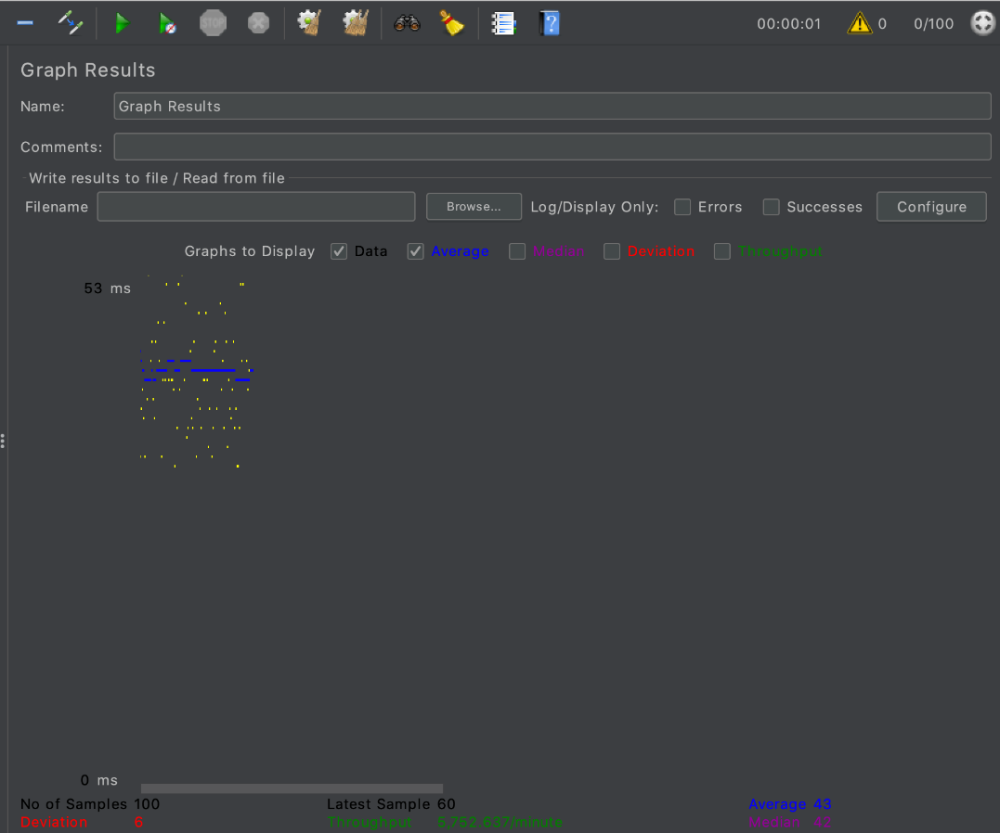 STOP 00:00:01 0 0/100
Graph Results
Name: Graph Results
Comments:
Write results to file / Read from file
Filename Browse... Log/Display Only: Errors Successes Configure
Graphs to Display Data Average Median Deviation Throughput
53 ms
0 ms
No of Samples 100 Latest Sample 60 Average 43
Deviation 6 Throughput 5,752.637/minute Median 42